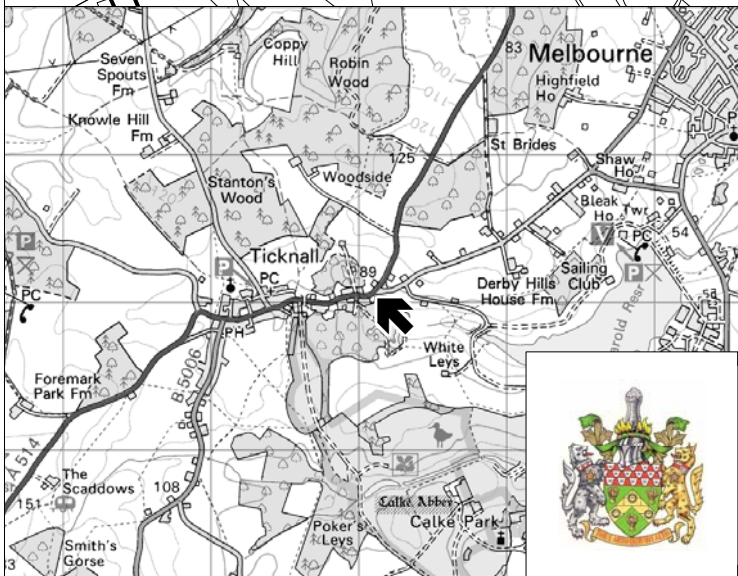 Coppy
Hill
83
Melbourne
Seven
Spouts
Fm
Robin
Wood
Highfield
Ho
100
110
120
Knowle Hill
Fm
P
125
St Brides
Shaw
Ho
Stanton's
Wood
Woodside
Bleak
Ho
Twr
V
PC
54
P
Ticknall
P
PC
89
Sailing
Club
P
Derby Hills
House Fm
PC
PH
White
Leys
Foremark
Park Fm
B.5006
A 514
The
Scaddows
151
108
Calke Abbey
Calke Park
Poker's
Leys
Smith's
Gorse